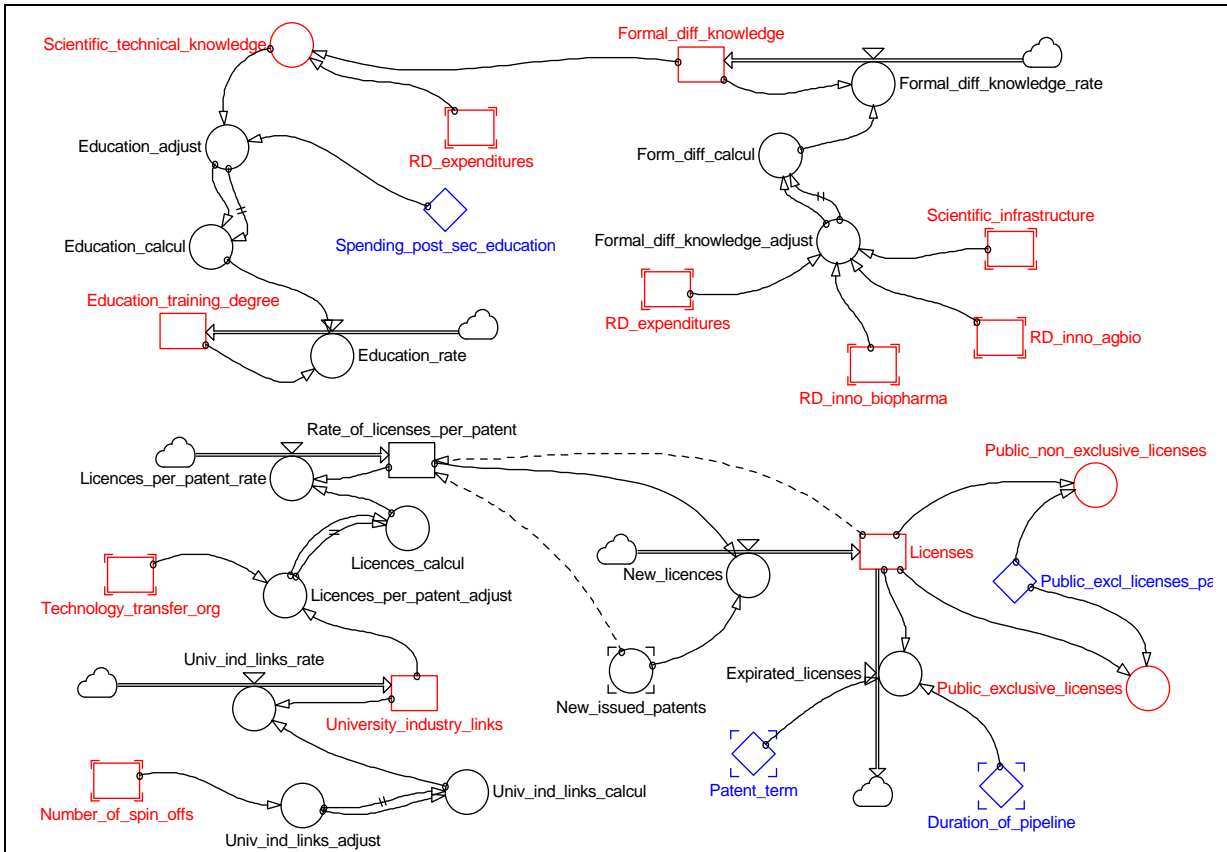 Scientific_technical_knowledge
Formal_diff_knowledge
Formal_diff_knowledge_rate
RD_expenditures
Education_adjust
Form_diff_calcul
Spending_post_sec_education
Scientific_infrastructure
Education_calcul
Formal_diff_knowledge_adjust
Education_training_degree
RD_expenditures
RD_inno_agbio
Education_rate
RD_inno_biopharma
Rate_of_licenses_per_patent
Public_non_exclusive_licenses
Licences_per_patent_rate
Licences_calcul
New_licences
Licenses
Public_excl_licenses_pa
Technology_transfer_org
Licences_per_patent_adjust
Univ_ind_links_rate
Expirated_licenses
Public_exclusive_licenses
New_issued_patents
University_industry_links
Patent_term
Univ_ind_links_calcul
Number_of_spin_offs
Duration_of_pipeline
Univ_ind_links_adjust